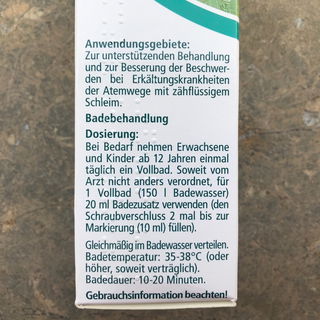 Anwendungsgebiete:
Zur unterstützenden Behandlung
und zur Besserung der Beschwer-
den bei Erkältungskrankheiten
der Atemwege mit zähflüssigem
Schleim.
Badebehandlung
Dosierung:
Bei Bedarf nehmen Erwachsene
und Kinder ab 12 Jahren einmal
täglich ein Vollbad. Soweit vom
Arzt nicht anders verordnet, für
1 Vollbad (150 l Badewasser)
20 ml Badezusatz verwenden (den
Schraubverschluss 2 mal bis zur
Markierung (10 ml) füllen).
Gleichmäßig im Badewasser verteilen.
Badetemperatur: 35-38°C (oder
höher, soweit verträglich).
Badedauer: 10-20 Minuten.
Gebrauchsinformation beachten!